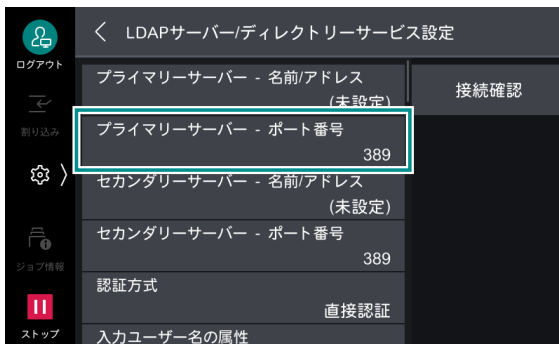 LDAPサーバー/ディレクトリーサービス設定
ログアウト
プライマリーサーバー - 名前/アドレス
(未設定)
接続確認
割り込み
プライマリーサーバー - ポート番号
389
セカンダリーサーバー - 名前/アドレス
(未設定)
セカンダリーサーバー - ポート番号
389
ジョブ情報
認証方式
直接認証
ストップ
入力ユーザー名の属性